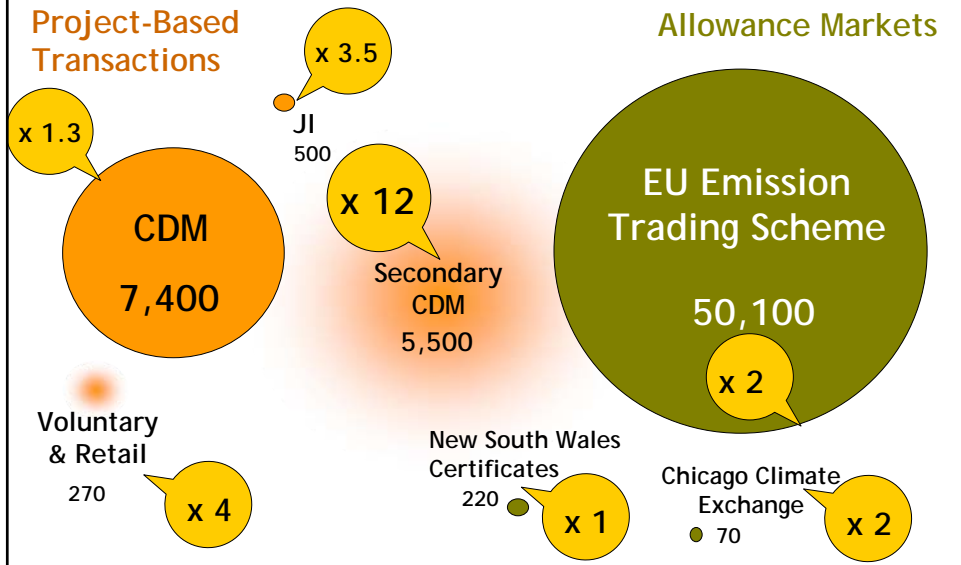 Project-Based
Transactions
Allowance Markets
x 3.5
JI
500
x 1.3
CDM
7,400
x 12
Secondary
CDM
5,500
EU Emission
Trading Scheme
50,100
x 2
Voluntary
& Retail
270
x 4
New South Wales
Certificates
220
x 1
Chicago Climate
Exchange
70
x 2